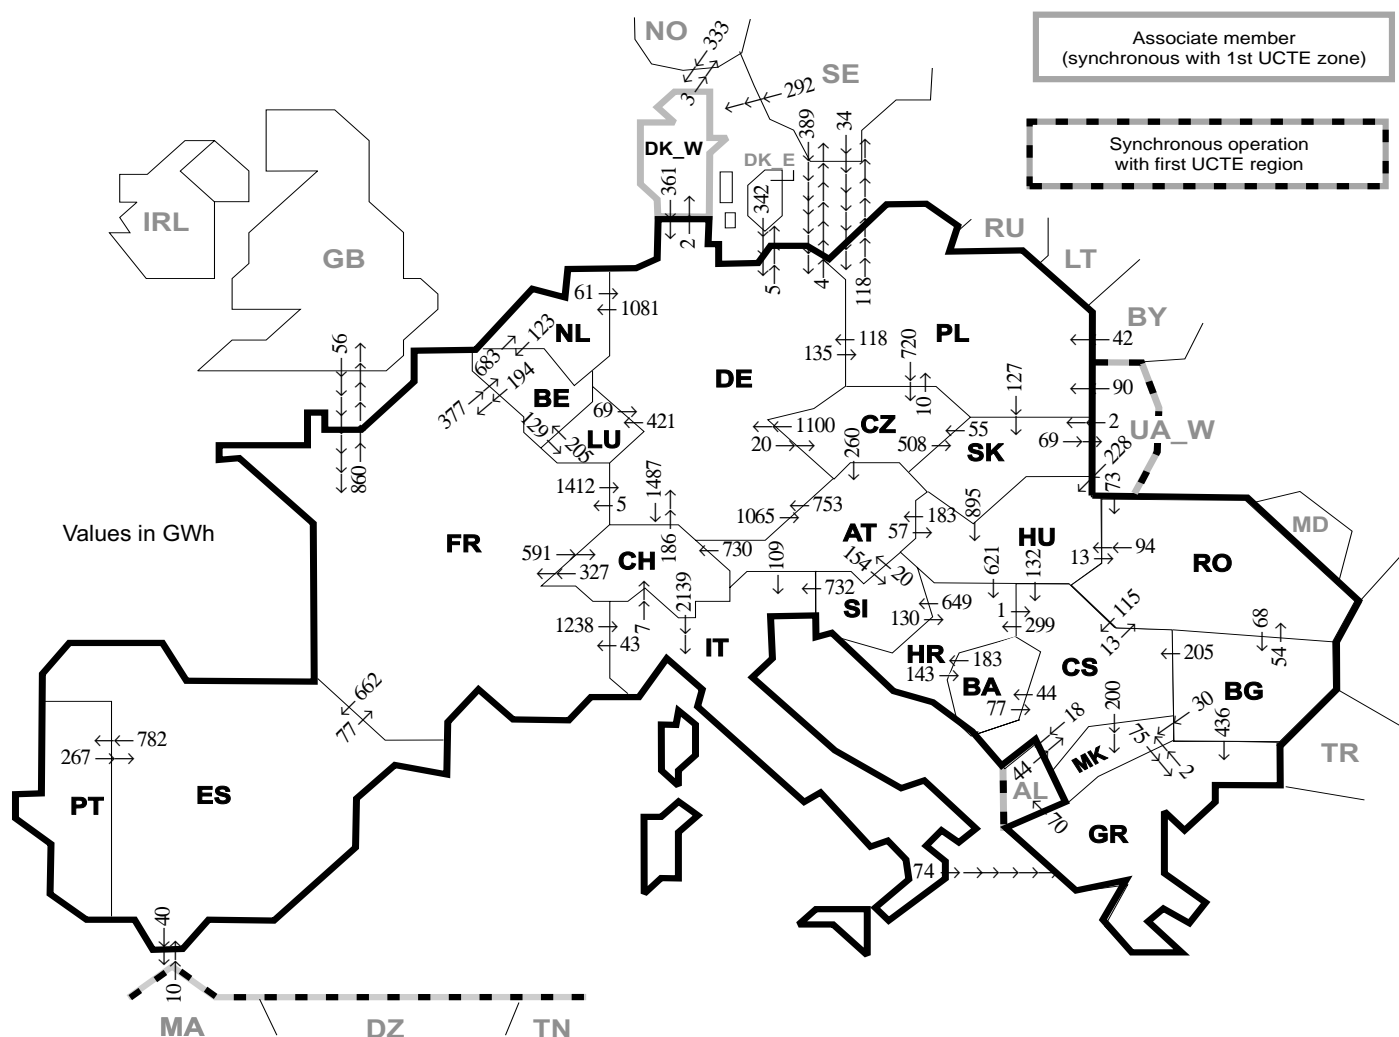 NO
333
3
SE
292
Associate member
(synchronous with 1st UCTE zone)
Synchronous operation
with first UCTE region
389
34
DK_W
DK_E
361
342
2
5
4
118
IRL
GB
RU
LT
BY
56
860
61
1081
NL
123
683
194
377
BE
129
205
LU
69
421
DE
118
135
PL
720
10
127
42
90
2
69
UA_W
228
73
1100
20
CZ
260
55
508
SK
1412
5
1487
186
753
1065
895
183
57
AT
HU
13
94
RO
MD
Values in GWh
FR
591
327
CH
730
109
154
20
621
132
732
SI
649
130
1
299
115
13
68
54
1238
43
7
2139
IT
HR
183
143
BA
44
77
CS
205
BG
200
30
436
18
44
75
2
MK
AL
70
GR
TR
662
77
782
267
PT
ES
74
40
10
MA
DZ
TN